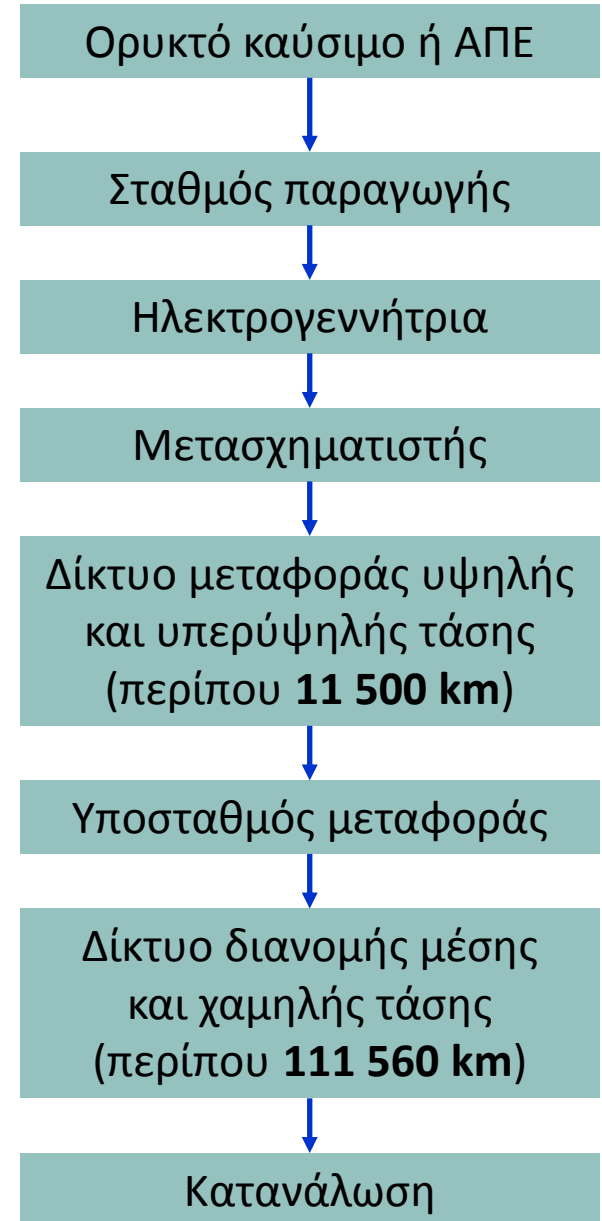 Ορυκτό καύσιμο ή ΑΠΕ
Σταθμός παραγωγής
Ηλεκτρογεννήτρια
Μετασχηματιστής
Δίκτυο μεταφοράς υψηλής
και υπερύψηλής τάσης
(περίπου 11 500 km)
Υποσταθμός μεταφοράς
Δίκτυο διανομής μέσης
και χαμηλής τάσης
(περίπου 111 560 km)
Κατανάλωση